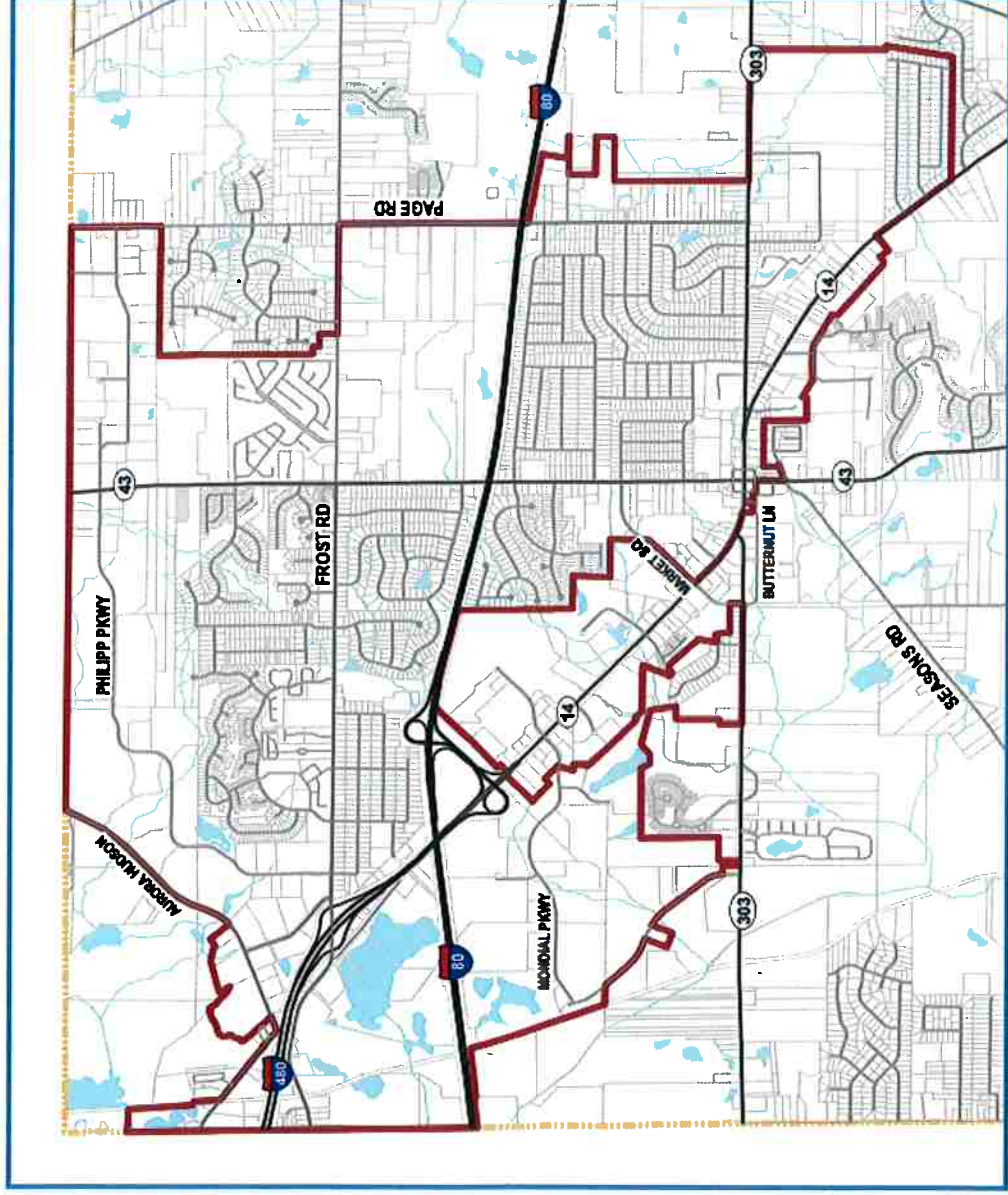 303
80
PAGE RD
14
43
43
FROST RD
BUTTERNUT LN
MARKET SQ
PHILIPP PKWY
SEASONS RD
14
AURORA HUDSON
303
MONDIAL PKWY
80
480